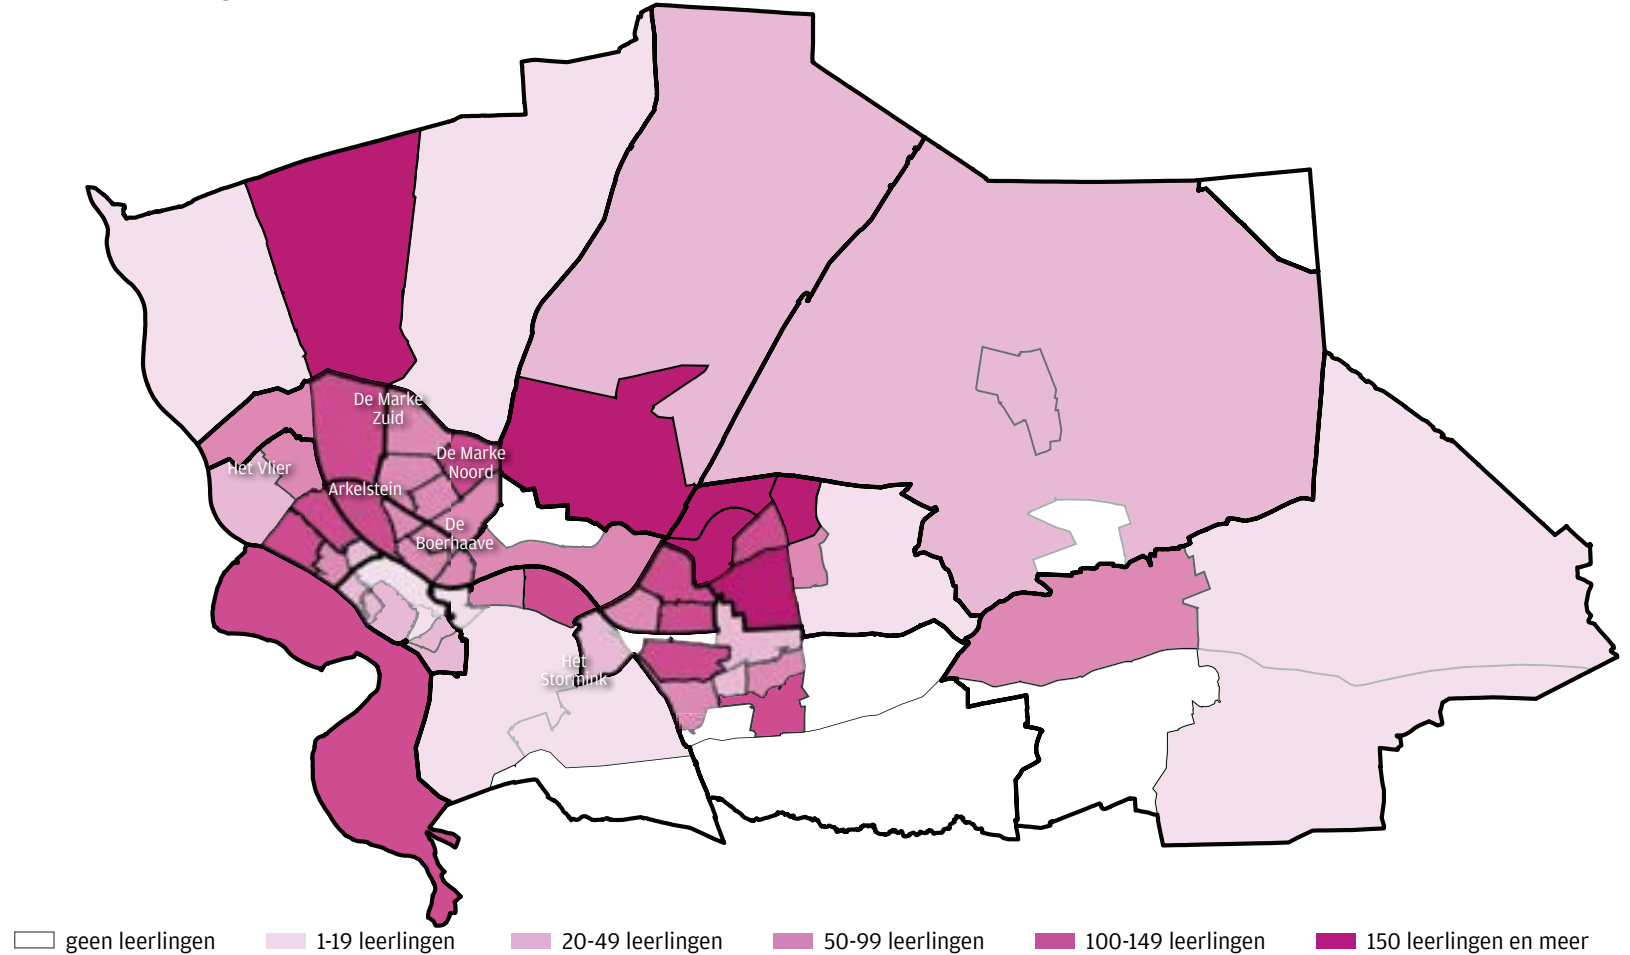 De Marke
Zuid
De Marke
Noord
Het Vlier
Arkelstein
De
Boerhaave
Het
Stormink
geen leerlingen
1-19 leerlingen
20-49 leerlingen
50-99 leerlingen
100-149 leerlingen
150 leerlingen en meer